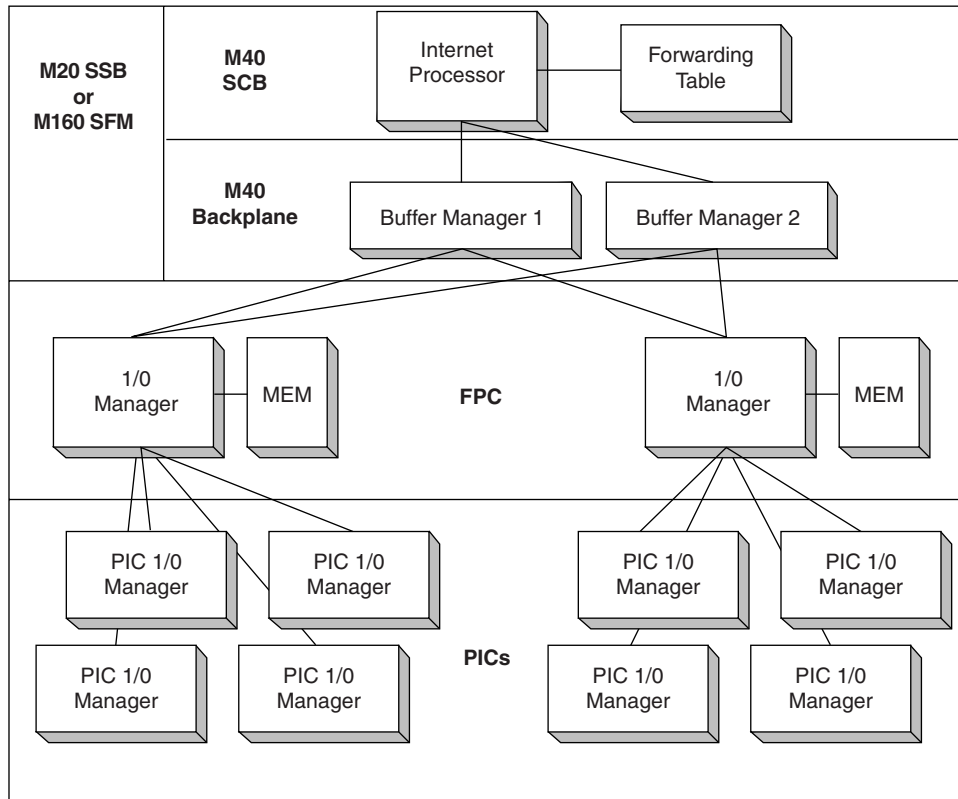 M20 SSB
or
M160 SFM
M40
SCB
Internet
Processor
Forwarding
Table
M40
Backplane
Buffer Manager 1
Buffer Manager 2
1/0
Manager
MEM
FPC
1/0
Manager
MEM
PIC 1/0
Manager
PIC 1/0
Manager
PIC 1/0
Manager
PIC 1/0
Manager
PIC 1/0
Manager
PIC 1/0
Manager
PICs
PIC 1/0
Manager
PIC 1/0
Manager